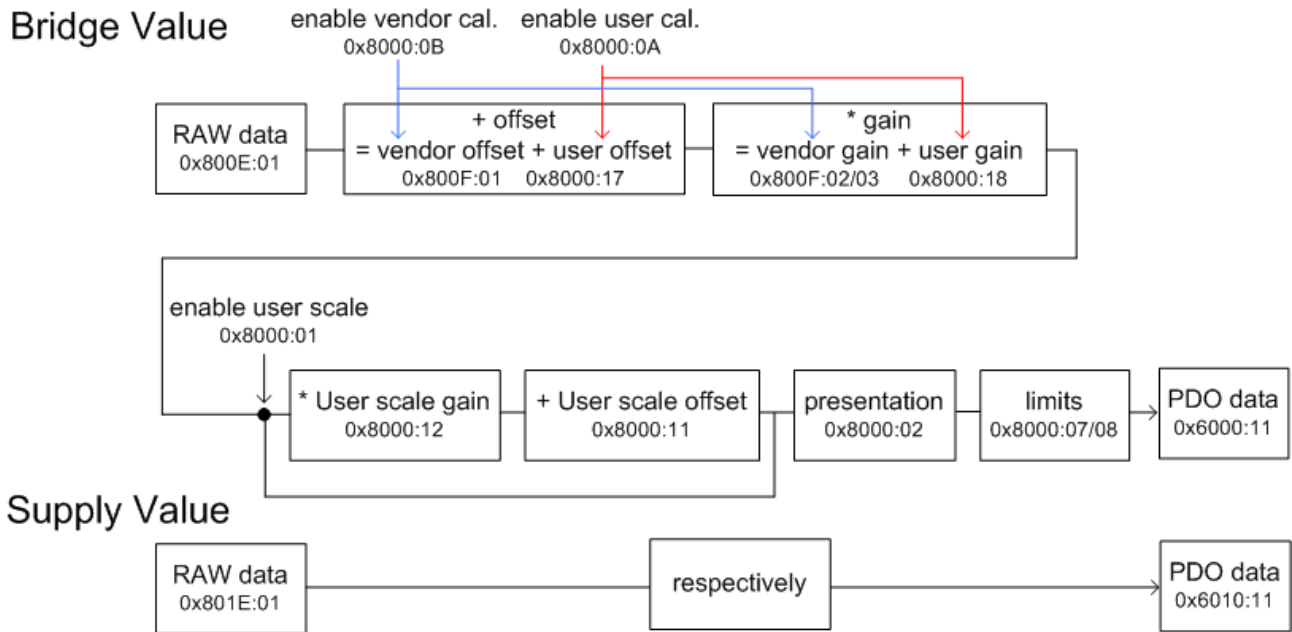 Bridge Value
enable vendor cal. enable user cal.
0x8000:0B 0x8000:0A
RAW data
0x800E:01
+ offset
= vendor offset + user offset
0x800F:01 0x8000:17
* gain
= vendor gain + user gain
0x800F:02/03 0x8000:18
enable user scale
0x8000:01
* User scale gain
0x8000:12
+ User scale offset
0x8000:11
presentation
0x8000:02
limits
0x8000:07/08
PDO data
0x6000:11
Supply Value
RAW data
0x801E:01
respectively
PDO data
0x6010:11